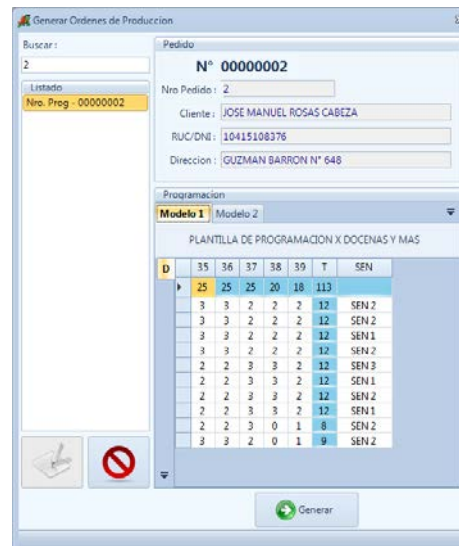 Generar Ordenes de Produccion
Buscar :
2
Listado
Nro. Prog - 00000002
Pedido
N° 00000002
Nro Pedido : 2
Cliente : JOSE MANUEL ROSAS CABEZA
RUC/DNI : 10415108376
Direccion : GUZMAN BARRON N° 648
Programacion
Modelo 1 Modelo 2
PLANTILLA DE PROGRAMACION X DOCENAS Y MAS
D 35 36 37 38 39 T SEN
25 25 25 20 18 113
3 3 2 2 2 12 SEN 2
3 3 2 2 2 12 SEN 2
3 3 2 2 2 12 SEN 1
3 3 2 2 2 12 SEN 2
2 2 3 3 2 12 SEN 3
2 2 3 3 2 12 SEN 1
2 2 3 3 2 12 SEN 2
2 2 3 3 2 12 SEN 1
2 2 3 0 1 8 SEN 2
3 3 2 0 1 9 SEN 2
Generar